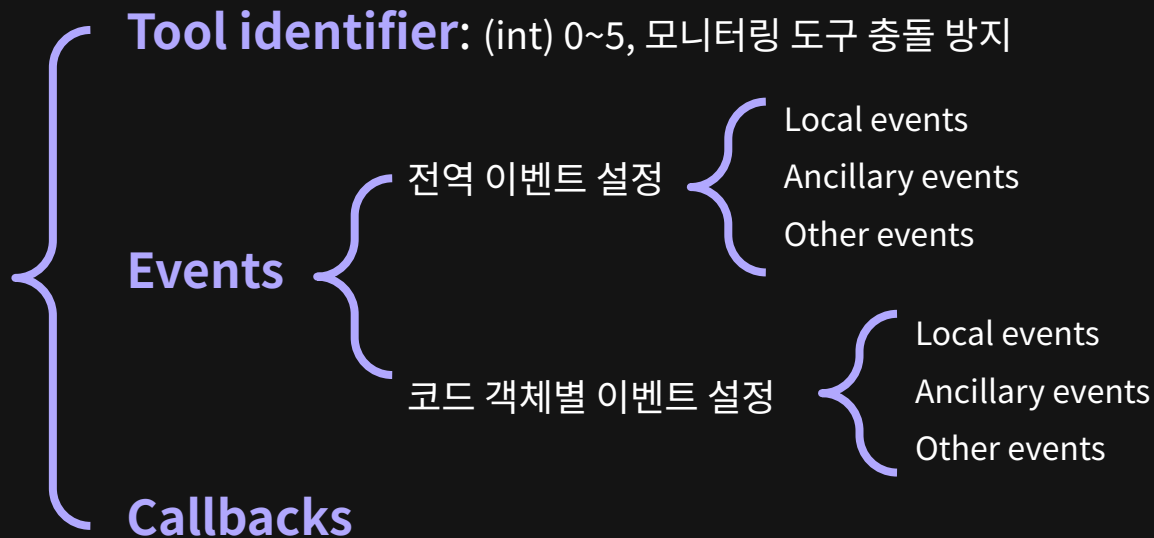 Tool identifier: (int) 0~5, 모니터링 도구 충돌 방지
Events
전역 이벤트 설정
Local events
Ancillary events
Other events
코드 객체별 이벤트 설정
Local events
Ancillary events
Other events
Callbacks